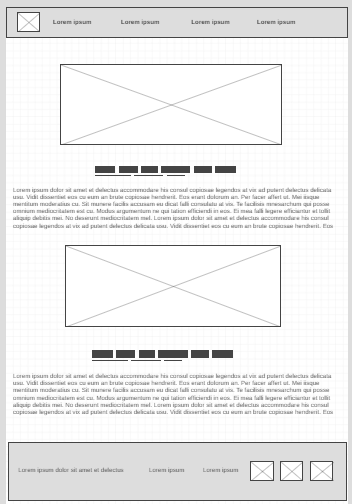 Lorem ipsum Lorem ipsum Lorem ipsum Lorem ipsum
Lorem ipsum dolor sit amet ei delectus accommodare his consul copiosae legendos at vix ad putent delectus delicata
usu. Vidit dissentiet eos cu eum an brute copiosae hendrerit. Eos erant dolorum an. Per facer affert ut. Mei iisque
mentitum moderatius cu. Sit munere facilis accusam eu dicat falli consulatu at vis. Te facilisis mnesarchum qui posse
omnium mediocritatem eu cu. Modus argumentum ne qui tation efficiendi in eos. Ei mea falli legere efficiantur et tollit
aliquip debitis mei. No deserunt mediocritatem mel. Lorem ipsum dolor sit amet ei delectus accommodare his consul
copiosae legendos at vix ad putent delectus delicata usu. Vidit dissentiet eos cu eum an brute copiosae hendrerit. Eos
Lorem ipsum dolor sit amet ei delectus accommodare his consul copiosae legendos at vix ad putent delectus delicata
usu. Vidit dissentiet eos cu eum an brute copiosae hendrerit. Eos erant dolorum an. Per facer affert ut. Mei iisque
mentitum moderatius cu. Sit munere facilis accusam eu dicat falli consulatu at vis. Te facilisis mnesarchum qui posse
omnium mediocritatem eu cu. Modus argumentum ne qui tation efficiendi in eos. Ei mea falli legere efficiantur et tollit
aliquip debitis mei. No deserunt mediocritatem mel. Lorem ipsum dolor sit amet ei delectus accommodare his consul
copiosae legendos at vix ad putent delectus delicata usu. Vidit dissentiet eos cu eum an brute copiosae hendrerit. Eos
Lorem ipsum dolor sit amet ei delectus Lorem ipsum Lorem ipsum